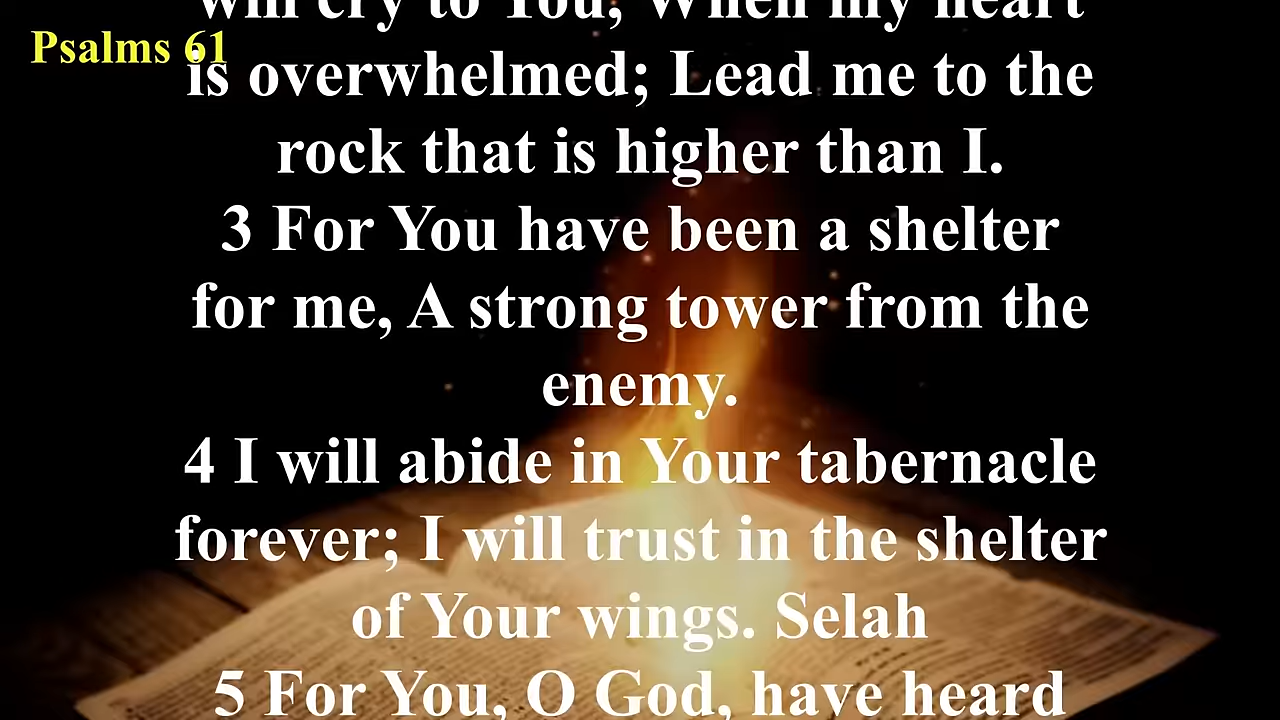 will cry to You, When my heart
Psalms 61
is overwhelmed; Lead me to the
rock that is higher than I.
3 For You have been a shelter
for me, A strong tower from the
enemy.
4 I will abide in Your tabernacle
forever; I will trust in the shelter
of Your wings. Selah
5 For You, O God, have heard